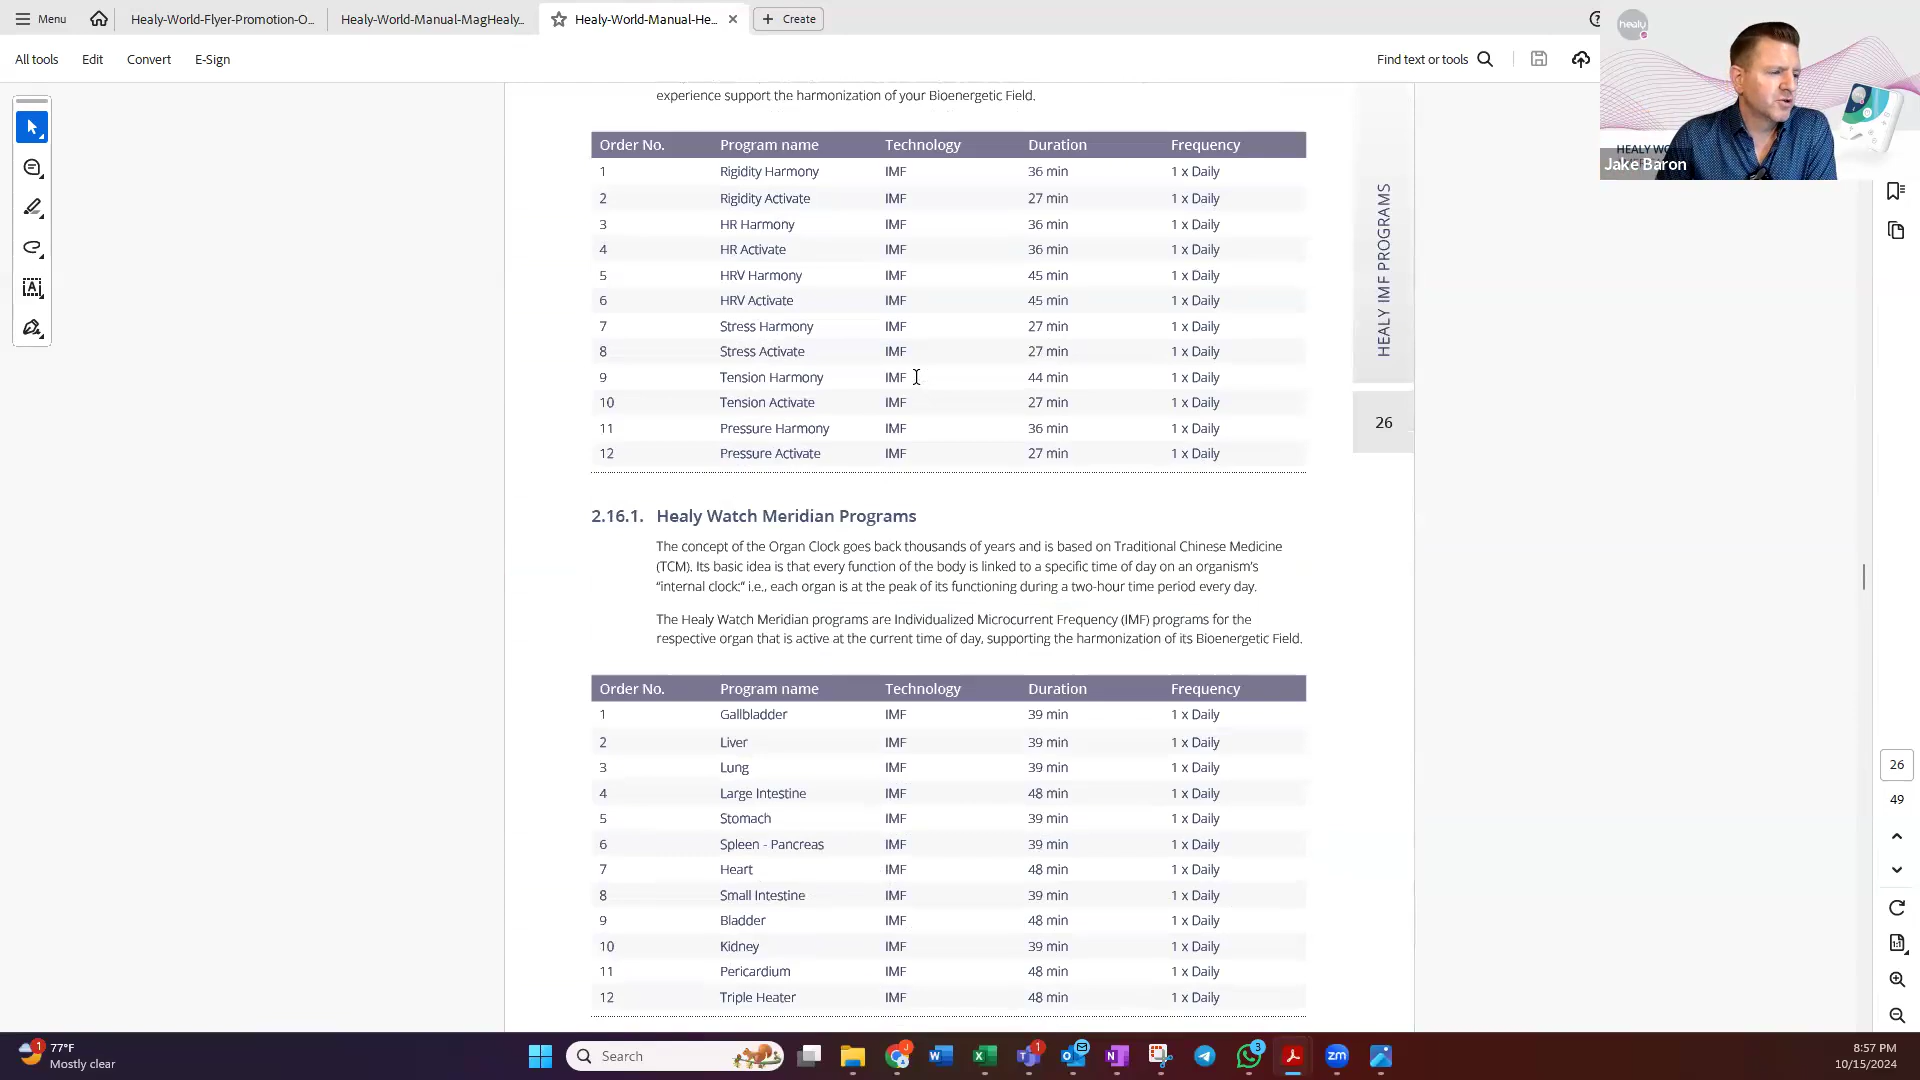 Menu
Healy-World-Flyer-Promotion-O...
Healy-World-Manual-MagHealy...
Healy-World-Manual-He...
Create
All tools
Edit
Convert
E-Sign
Find text or tools
healy
HEALY WO
Jake Baron
experience support the harmonization of your Bioenergetic Field.
Order No. Program name Technology Duration Frequency
1 Rigidity Harmony IMF 36 min 1 x Daily
2 Rigidity Activate IMF 27 min 1 x Daily
3 HR Harmony IMF 36 min 1 x Daily
4 HR Activate IMF 36 min 1 x Daily
5 HRV Harmony IMF 45 min 1 x Daily
6 HRV Activate IMF 45 min 1 x Daily
7 Stress Harmony IMF 27 min 1 x Daily
8 Stress Activate IMF 27 min 1 x Daily
9 Tension Harmony IMF 44 min 1 x Daily
10 Tension Activate IMF 27 min 1 x Daily
11 Pressure Harmony IMF 36 min 1 x Daily
12 Pressure Activate IMF 27 min 1 x Daily
HEALY IMF PROGRAMS
26
2.16.1. Healy Watch Meridian Programs
The concept of the Organ Clock goes back thousands of years and is based on Traditional Chinese Medicine
(TCM). Its basic idea is that every function of the body is linked to a specific time of day on an organism's
"internal clock:" i.e., each organ is at the peak of its functioning during a two-hour time period every day.
The Healy Watch Meridian programs are Individualized Microcurrent Frequency (IMF) programs for the
respective organ that is active at the current time of day, supporting the harmonization of its Bioenergetic Field.
Order No. Program name Technology Duration Frequency
1 Gallbladder IMF 39 min 1 x Daily
2 Liver IMF 39 min 1 x Daily
3 Lung IMF 39 min 1 x Daily
4 Large Intestine IMF 48 min 1 x Daily
5 Stomach IMF 39 min 1 x Daily
6 Spleen - Pancreas IMF 39 min 1 x Daily
7 Heart IMF 48 min 1 x Daily
8 Small Intestine IMF 39 min 1 x Daily
9 Bladder IMF 48 min 1 x Daily
10 Kidney IMF 39 min 1 x Daily
11 Pericardium IMF 48 min 1 x Daily
12 Triple Heater IMF 48 min 1 x Daily
26
49
1
77°F
Mostly clear
Search
1
3
zm
8:57 PM
10/15/2024